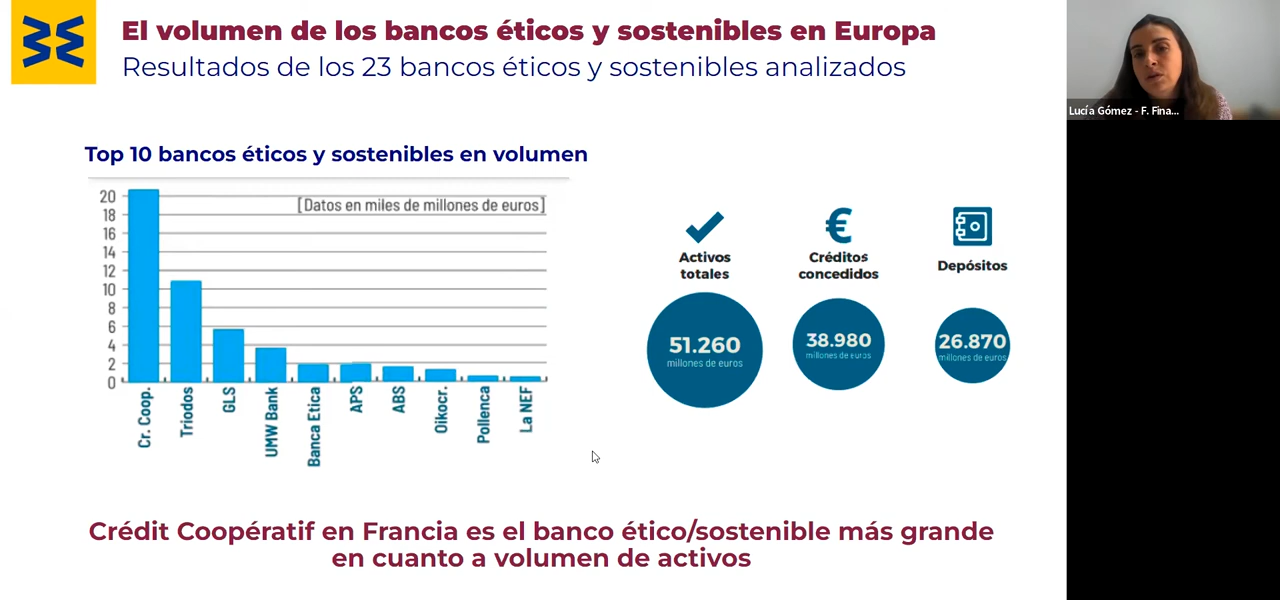 El volumen de los bancos éticos y sostenibles en Europa
Resultados de los 23 bancos éticos y sostenibles analizados
Lucía Gómez - F. Fina...
Top 10 bancos éticos y sostenibles en volumen
[Datos en miles de millones de euros]
20
18
16
14
12
10
8
6
4
2
0
Cr. Coop.
Triodos
GLS
UMW Bank
Banca Etica
APS
ABS
Oikocr.
Pollenca
La NEF
Activos
totales
51.260
millones de euros
€
Créditos
concedidos
38.980
millones de euros
Depósitos
26.870
millones de euros
Crédit Coopératif en Francia es el banco ético/sostenible más grande
en cuanto a volumen de activos